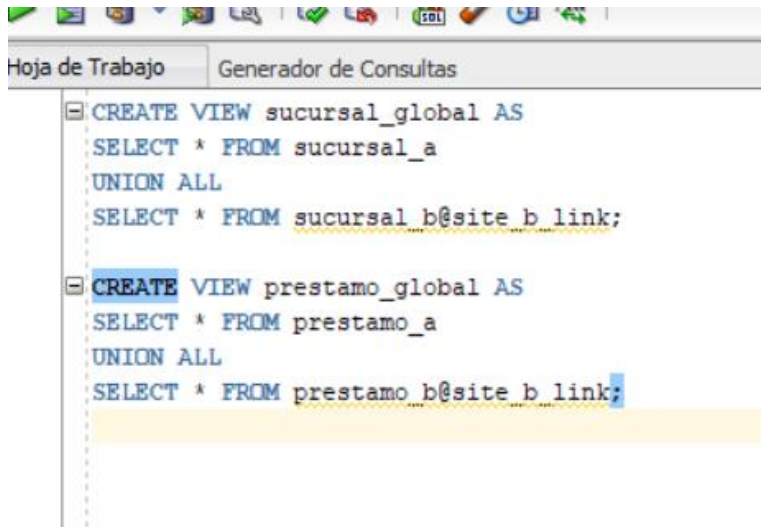 SQL
Hoja de Trabajo
Generador de Consultas
CREATE VIEW sucursal_global AS
SELECT * FROM sucursal_a
UNION ALL
SELECT * FROM sucursal_b@site_b_link;
CREATE VIEW prestamo_global AS
SELECT * FROM prestamo_a
UNION ALL
SELECT * FROM prestamo_b@site_b_link;